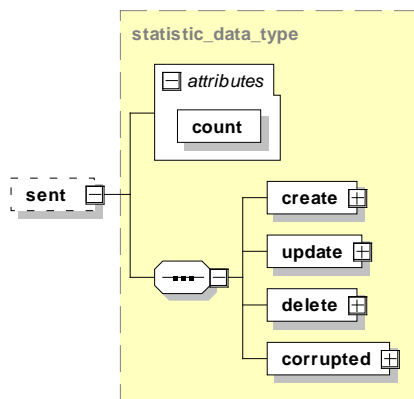 statistic_data_type
attributes
count
sent
create
update
delete
corrupted